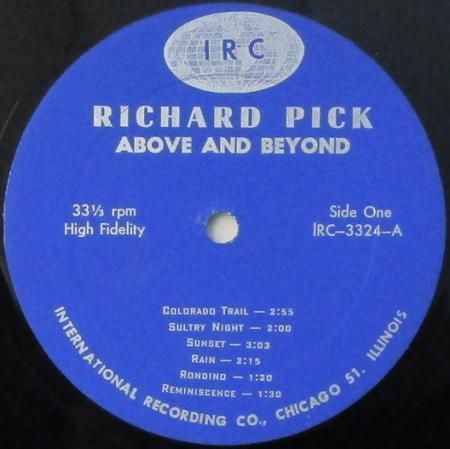 IRC
RICHARD PICK
ABOVE AND BEYOND
33⅓ rpm
High Fidelity
Side One
IRC–3324–A
COLORADO TRAIL — 2:55
SULTRY NIGHT — 2:00
SUNSET — 3:03
RAIN — 2:15
RONDINO — 1:20
REMINISCENCE — 1:30
INTERNATIONAL RECORDING CO., CHICAGO 51, ILLINOIS